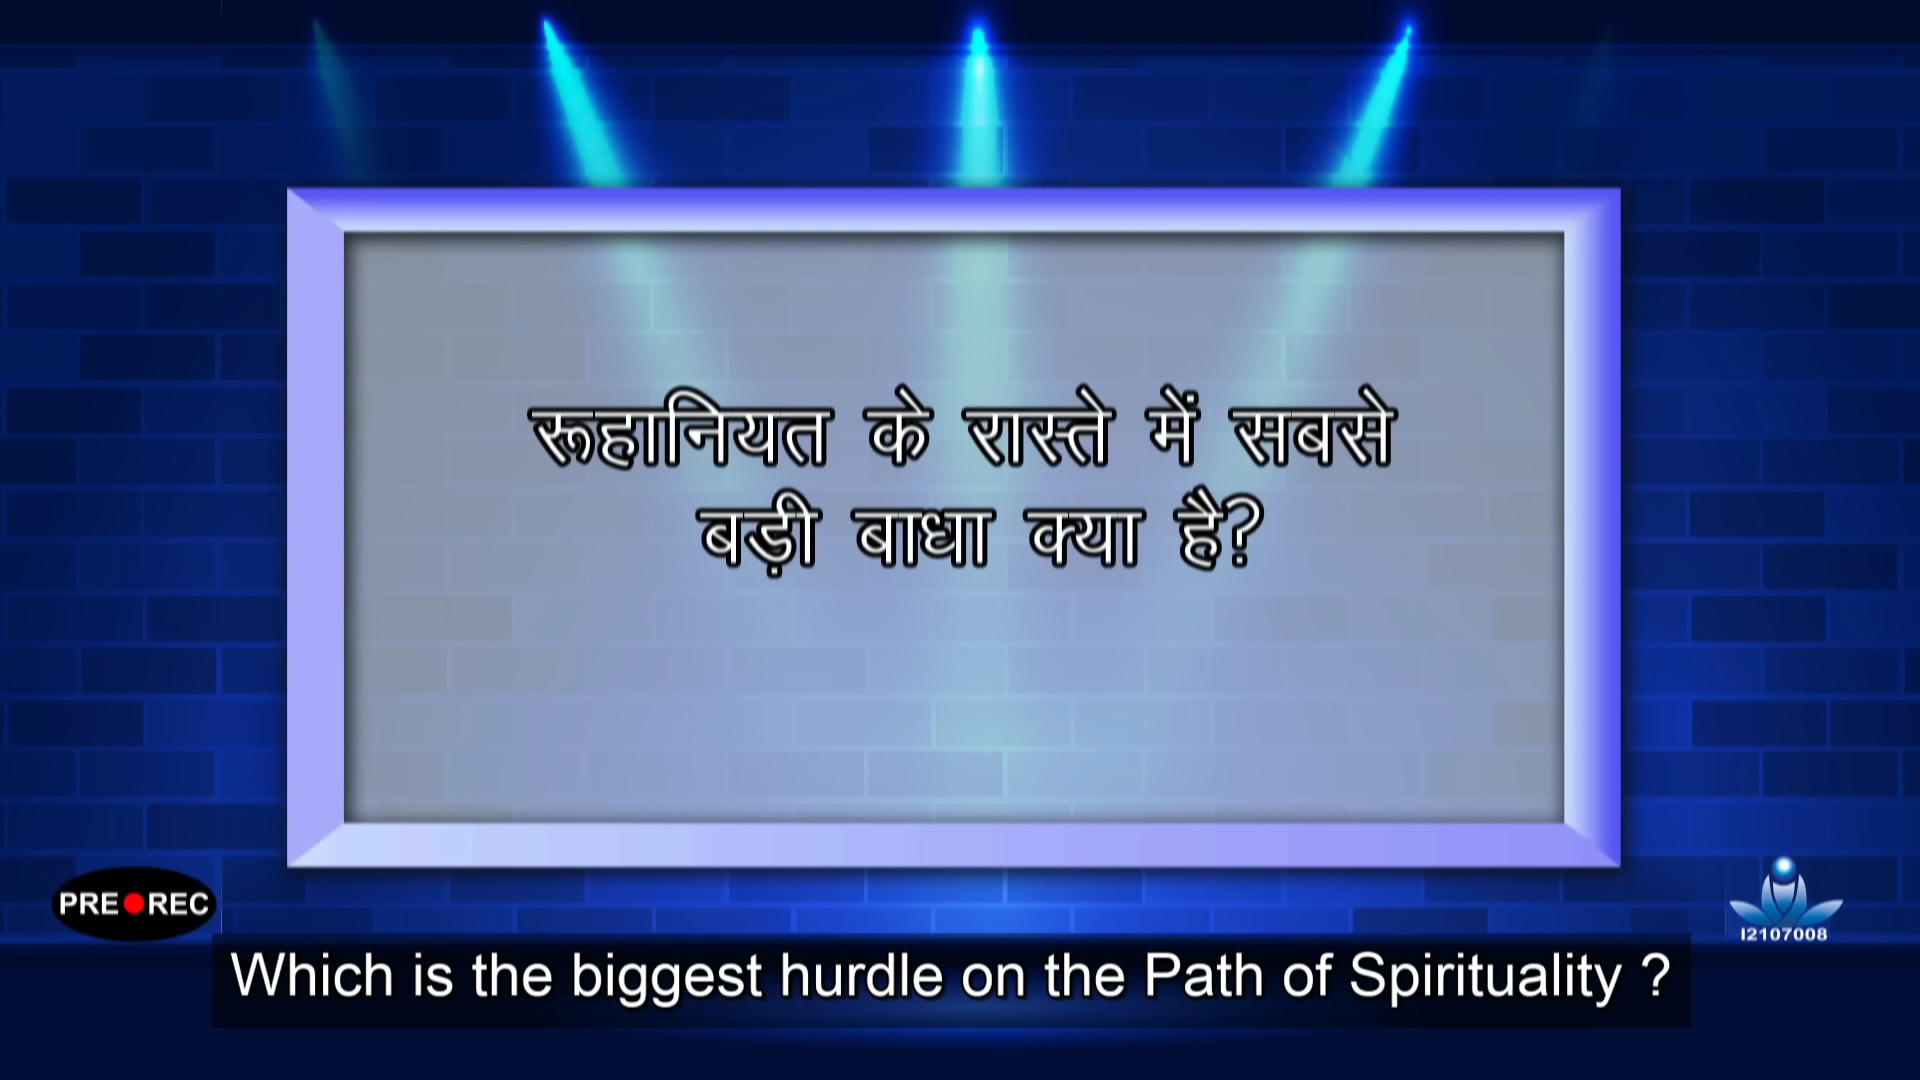 रूहानियत के रास्ते में सबसे
बड़ी बाधा क्या है?
PRE REC
I2107008
Which is the biggest hurdle on the Path of Spirituality ?